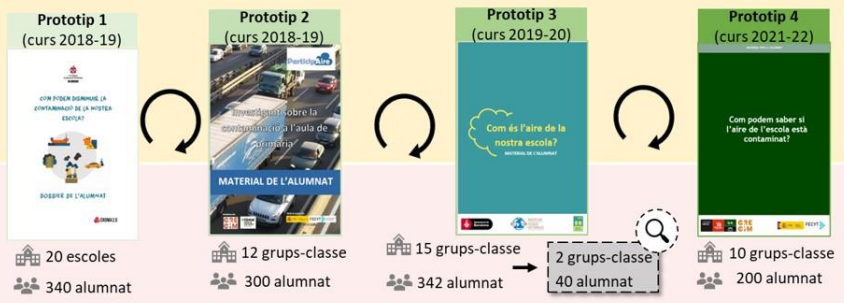 Prototip 1
(curs 2018-19)
COM PODEM DISMINUIR LA
CONTAMINACIÓ DE LA NOSTRA
ESCOLA?
DOSSIER DE L'ALUMNAT
20 escoles
340 alumnat
Prototip 2
(curs 2018-19)
ParticipAire
Investigant sobre la
contaminació a l'aula de
primària
MATERIAL DE L'ALUMNAT
12 grups-classe
300 alumnat
Prototip 3
(curs 2019-20)
Com és l'aire de la
nostra escola?
MATERIAL DE L'ALUMNAT
15 grups-classe
342 alumnat
2 grups-classe
40 alumnat
Prototip 4
(curs 2021-22)
Com podem saber si
l'aire de l'escola està
contaminat?
CRE
CiM
FECYT
10 grups-classe
200 alumnat